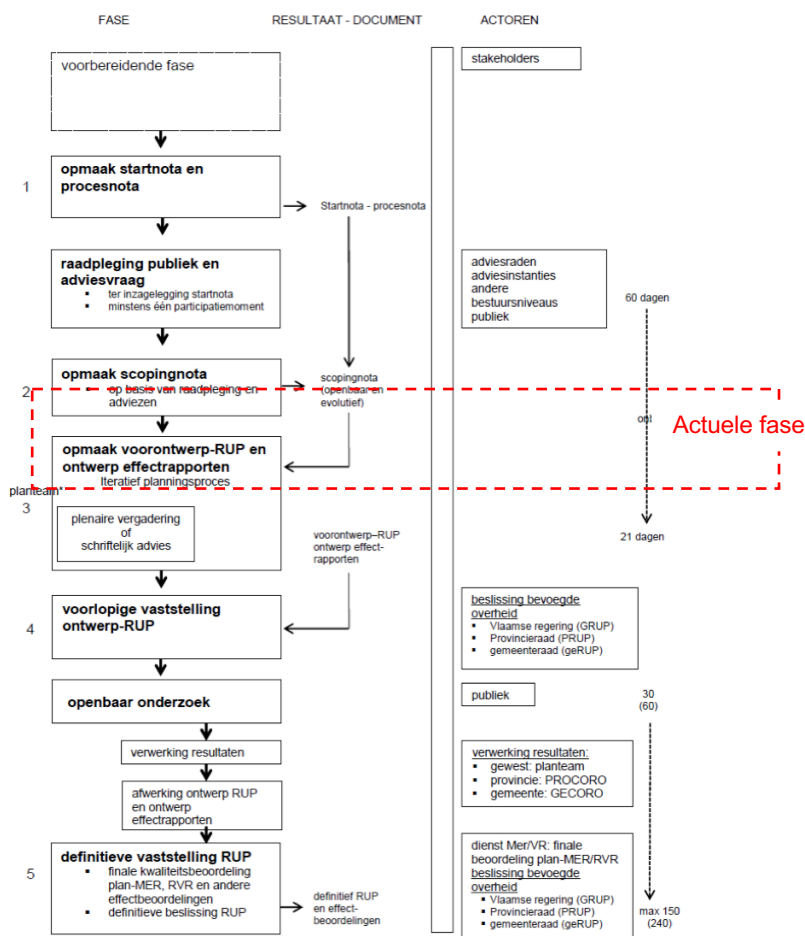 FASE
RESULTAAT - DOCUMENT
ACTOREN
voorbereidende fase
stakeholders
1
opmaak startnota en
procesnota
Startnota - procesnota
raadpleging publiek en
adviesvraag
▪ ter inzagelegging startnota
▪ minstens één participatiemoment
adviesraden
adviesinstanties
andere
bestuursniveaus
publiek
60 dagen
2
opmaak scopingnota
▪ op basis van raadpleging en
adviezen
scopingnota
(openbaar en
evolutief)
Actuele fase
opmaak voorontwerp-RUP en
ontwerp effectrapporten
Iteratief planningsproces
planteam*
3
plenaire vergadering
of
schriftelijk advies
voorontwerp–RUP
ontwerp effect-
rapporten
21 dagen
4
voorlopige vaststelling
ontwerp-RUP
beslissing bevoegde
overheid
▪ Vlaamse regering (GRUP)
▪ Provincieraad (PRUP)
▪ gemeenteraad (geRUP)
openbaar onderzoek
publiek
30
(60)
verwerking resultaten
verwerking resultaten:
▪ gewest: planteam
▪ provincie: PROCORO
▪ gemeente: GECORO
afwerking ontwerp RUP
en ontwerp
effectrapporten
5
definitieve vaststelling RUP
▪ finale kwaliteitsbeoordeling
plan-MER, RVR en andere
effectbeoordelingen
▪ definitieve beslissing RUP
definitief RUP
en effect-
beoordelingen
dienst Mer/VR: finale
beoordeling plan-MER/RVR
beslissing bevoegde
overheid
▪ Vlaamse regering (GRUP)
▪ Provincieraad (PRUP)
▪ gemeenteraad (geRUP)
max 150
(240)